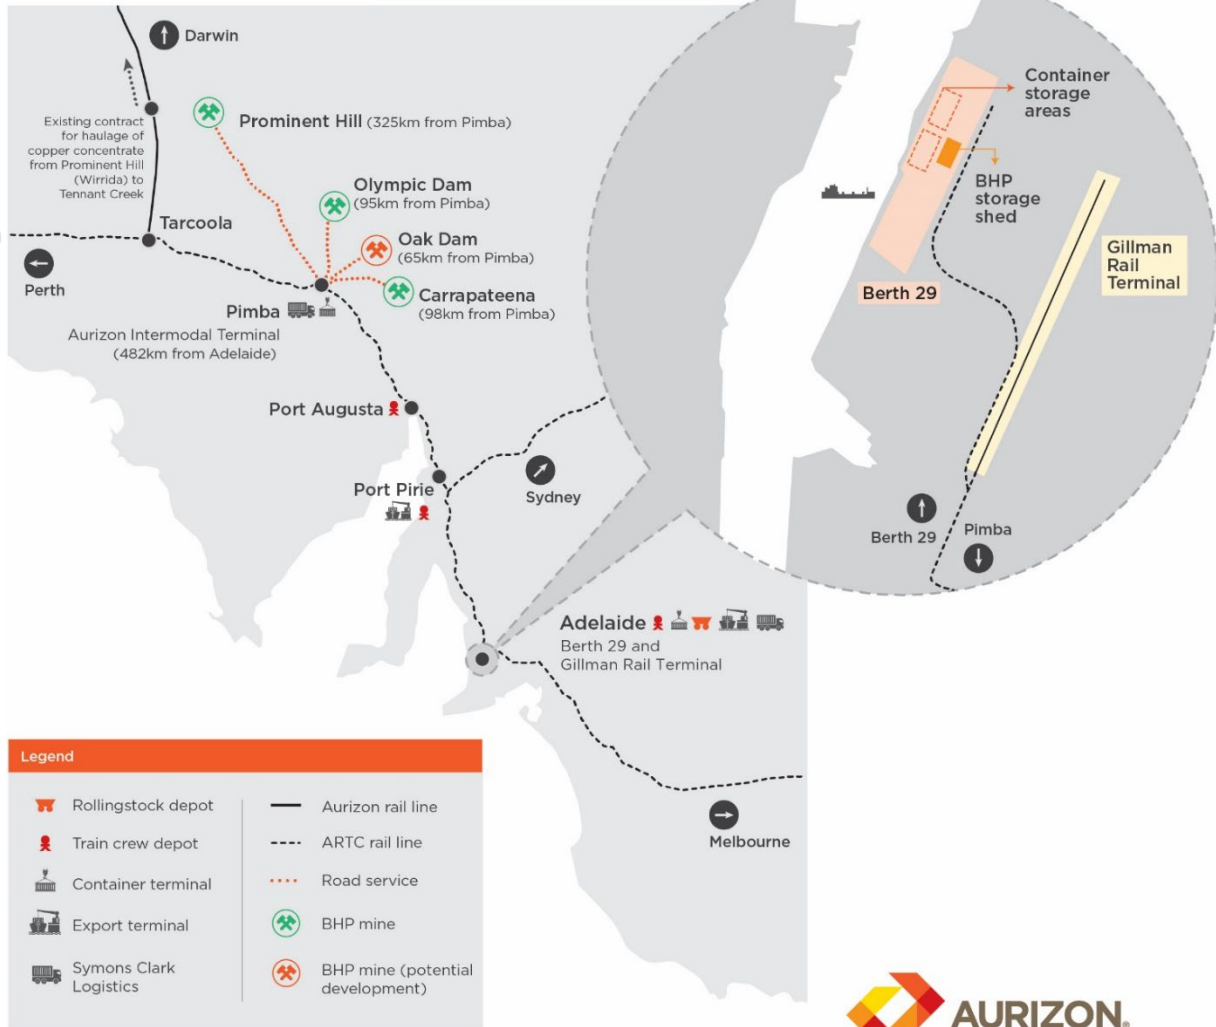 Darwin
Existing contract
for haulage of
copper concentrate
from Prominent Hill
(Wirrida) to
Tennant Creek
Prominent Hill (325km from Pimba)
Olympic Dam
(95km from Pimba)
Oak Dam
(65km from Pimba)
Carrapateena
(98km from Pimba)
Tarcoola
Perth
Pimba
Aurizon Intermodal Terminal
(482km from Adelaide)
Port Augusta
Port Pirie
Sydney
Adelaide
Berth 29 and
Gillman Rail Terminal
Melbourne
Container
storage
areas
BHP
storage
shed
Berth 29
Gillman
Rail
Terminal
Berth 29
Pimba
Legend
Rollingstock depot
Train crew depot
Container terminal
Export terminal
Symons Clark
Logistics
Aurizon rail line
ARTC rail line
Road service
BHP mine
BHP mine (potential
development)
AURIZON®